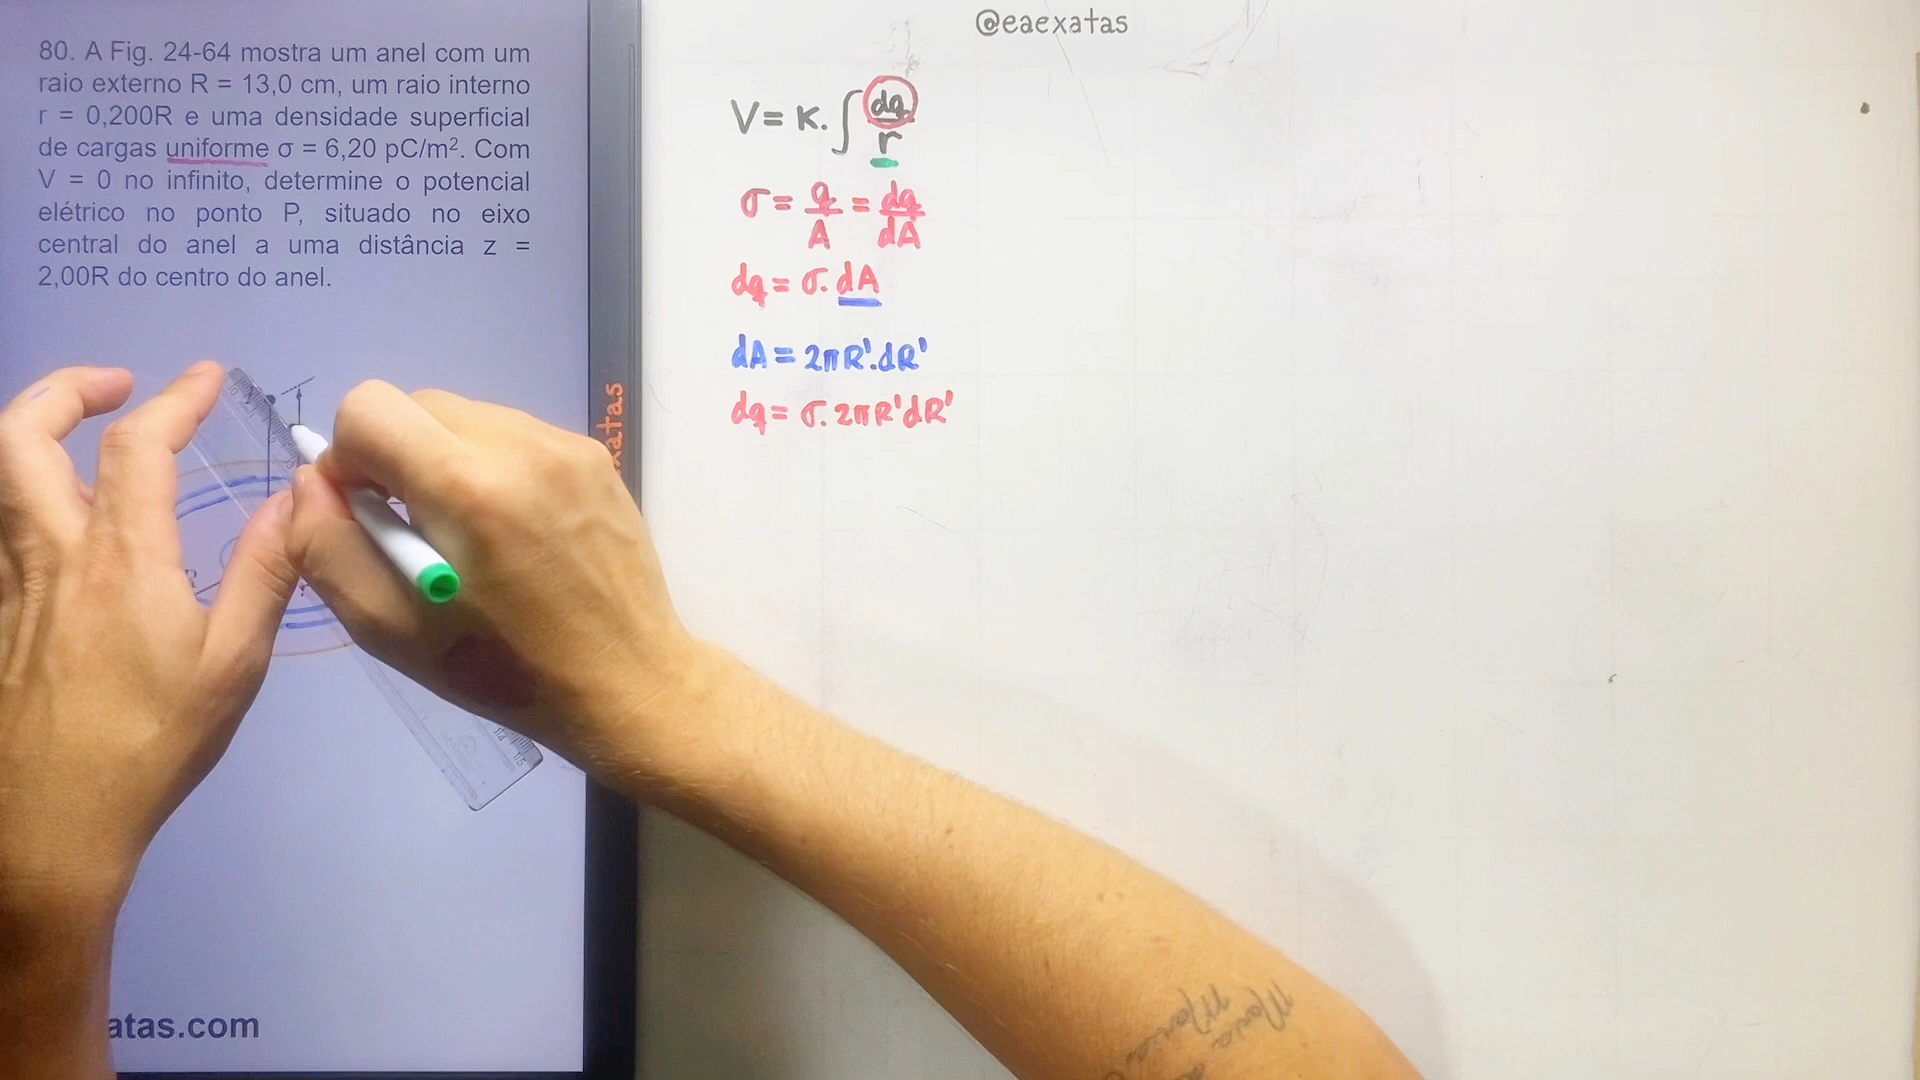 80. A Fig. 24-64 mostra um anel com um
raio externo R = 13,0 cm, um raio interno
r = 0,200R e uma densidade superficial
de cargas uniforme σ = 6,20 pC/m². Com
V = 0 no infinito, determine o potencial
elétrico no ponto P, situado no eixo
central do anel a uma distância z =
2,00R do centro do anel.
R
atas.com
xatas
@eaexatas
V = K. ∫ dq/r
σ = q/A = dq/dA
dq = σ. dA
dA = 2πR'.dR'
dq = σ. 2πR'dR'